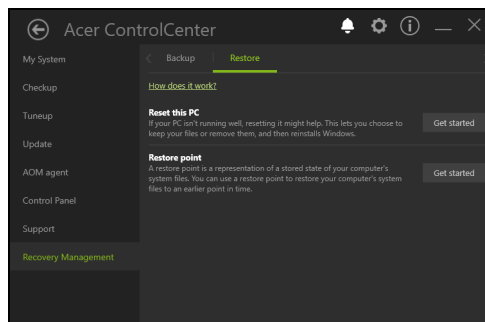 Acer ControlCenter
My System
Backup
Restore
Checkup
How does it work?
Tuneup
Reset this PC
If your PC isn't running well, resetting it might help. This lets you choose to
keep your files or remove them, and then reinstalls Windows.
Get started
Update
Restore point
A restore point is a representation of a stored state of your computer's
system files. You can use a restore point to restore your computer's system
files to an earlier point in time.
Get started
AOM agent
Control Panel
Support
Recovery Management